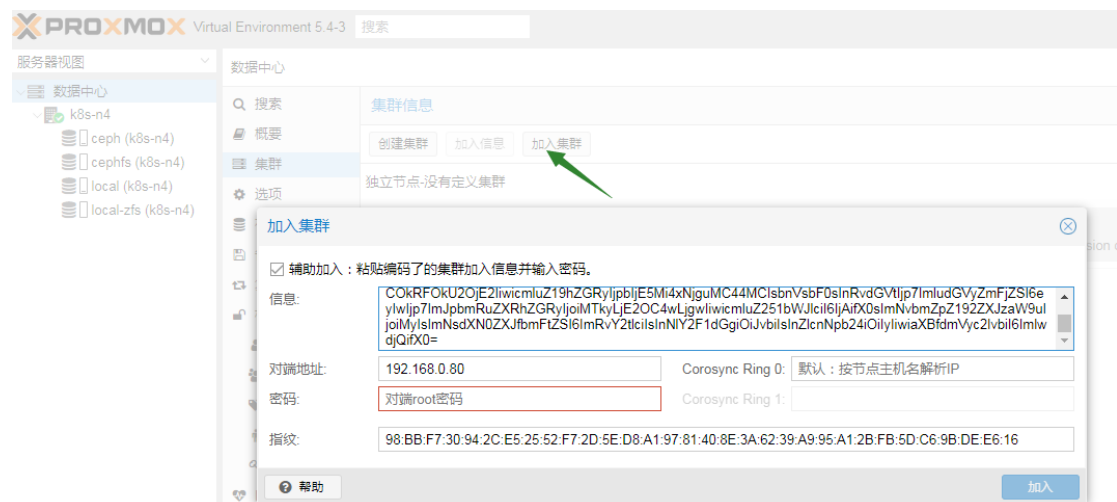 PROXMOX Virtual Environment 5.4-3 搜索
服务器视图
数据中心
k8s-n4
ceph (k8s-n4)
cephfs (k8s-n4)
local (k8s-n4)
local-zfs (k8s-n4)
数据中心
搜索
概要
集群
选项
集群信息
创建集群 加入信息 加入集群
独立节点-没有定义集群
加入集群
辅助加入：粘贴编码了的集群加入信息并输入密码。
信息:
COkRFOkU2OjE2IiwicmluZ19hZGRyIjpbIjE5Mi4xNjguMC44MCIsbnVsbF0sInRvdGVtIjp7ImludGVyZmFjZSI6e
yIwIjp7ImJpbmRuZXRhZGRyIjoiMTkyLjE2OC4wLjgwIiwicmluZ251bWJlciI6IjAifX0sImNvbmZpZ192ZXJzaW9uI
joiMyIsImNsdXN0ZXJfbmFtZSI6ImRvY2tlciIsInNlY2F1dGgiOiJvbiIsInZlcnNpb24iOiIyIiwiaXBfdmVyc2lvbiI6Imlw
djQifX0=
对端地址: 192.168.0.80 Corosync Ring 0: 默认：按节点主机名解析IP
密码: 对端root密码 Corosync Ring 1:
指纹: 98:BB:F7:30:94:2C:E5:25:52:F7:2D:5E:D8:A1:97:81:40:8E:3A:62:39:A9:95:A1:2B:FB:5D:C6:9B:DE:E6:16
帮助 加入